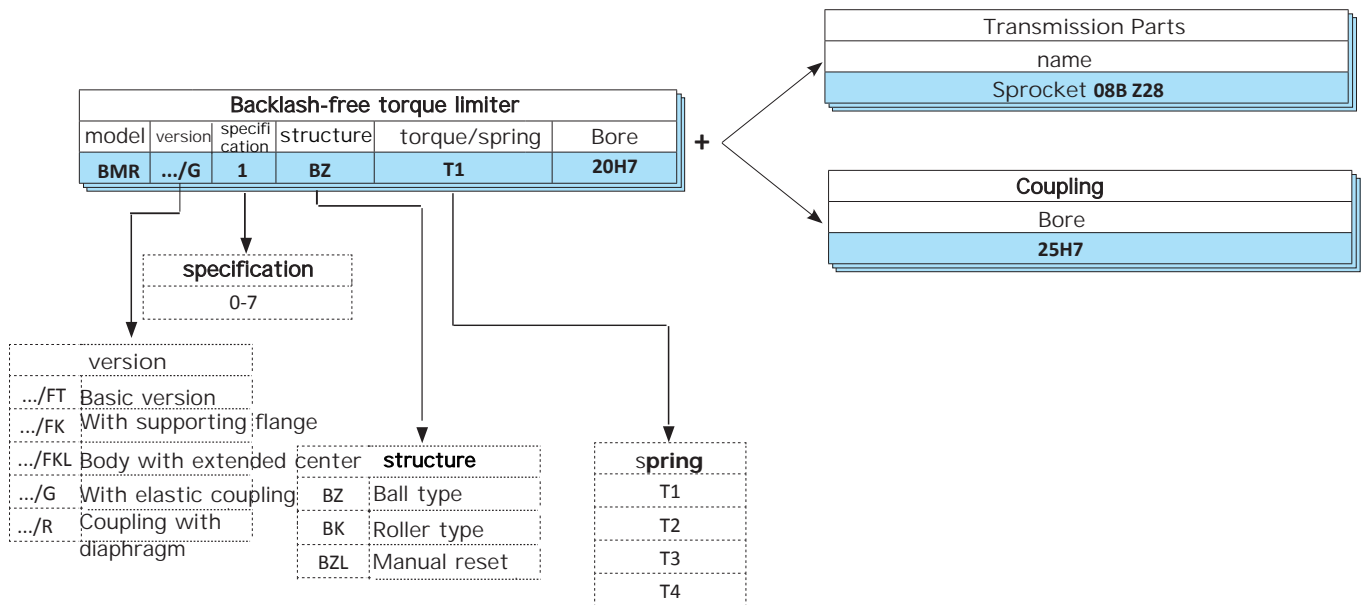 Transmission Parts
name
Sprocket 08B Z28
Backlash-free torque limiter
model version specifi cation structure torque/spring Bore
BMR .../G 1 BZ T1 20H7
+
Coupling
Bore
25H7
specification
0-7
version
.../FT Basic version
.../FK With supporting flange
.../FKL Body with extended center
.../G With elastic coupling
.../R Coupling with
diaphragm
structure
BZ Ball type
BK Roller type
BZL Manual reset
spring
T1
T2
T3
T4